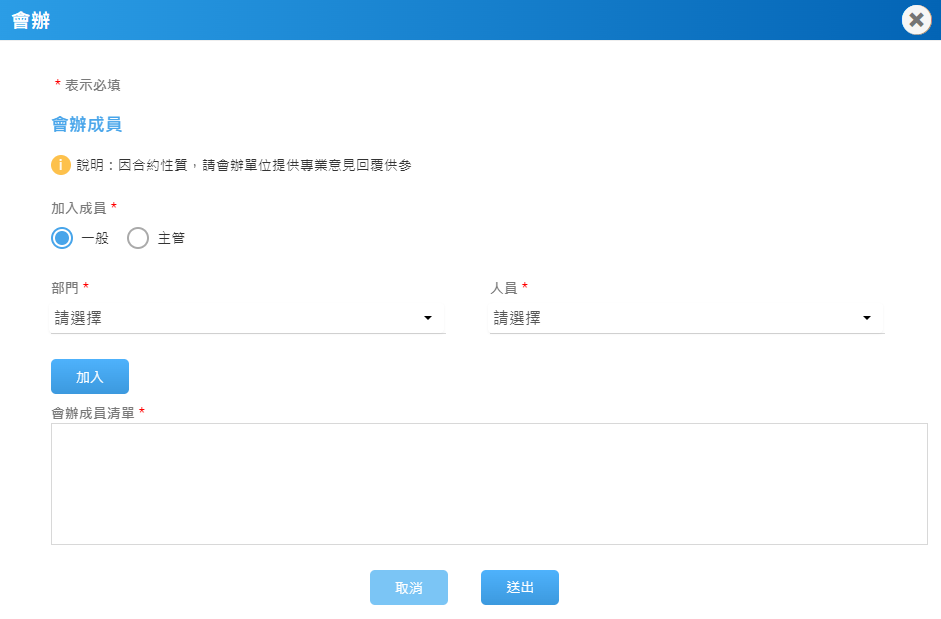 會辦
* 表示必填
會辦成員
i 說明：因合約性質，請會辦單位提供專業意見回覆供參
加入成員 *
一般 主管
部門 * 人員 *
請選擇 請選擇
加入
會辦成員清單 *
取消 送出